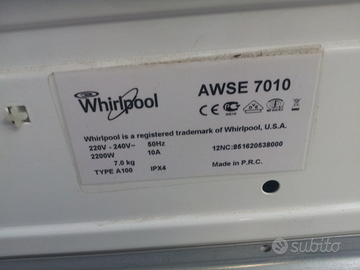 Whirlpool
AWSE 7010
Whirlpool is a registered trademark of Whirlpool, U.S.A.
220V - 240V~ 50Hz
2200W 10A 12NC:851620538000
7.0 kg
TYPE A100 IPX4 Made in P.R.C.
subito